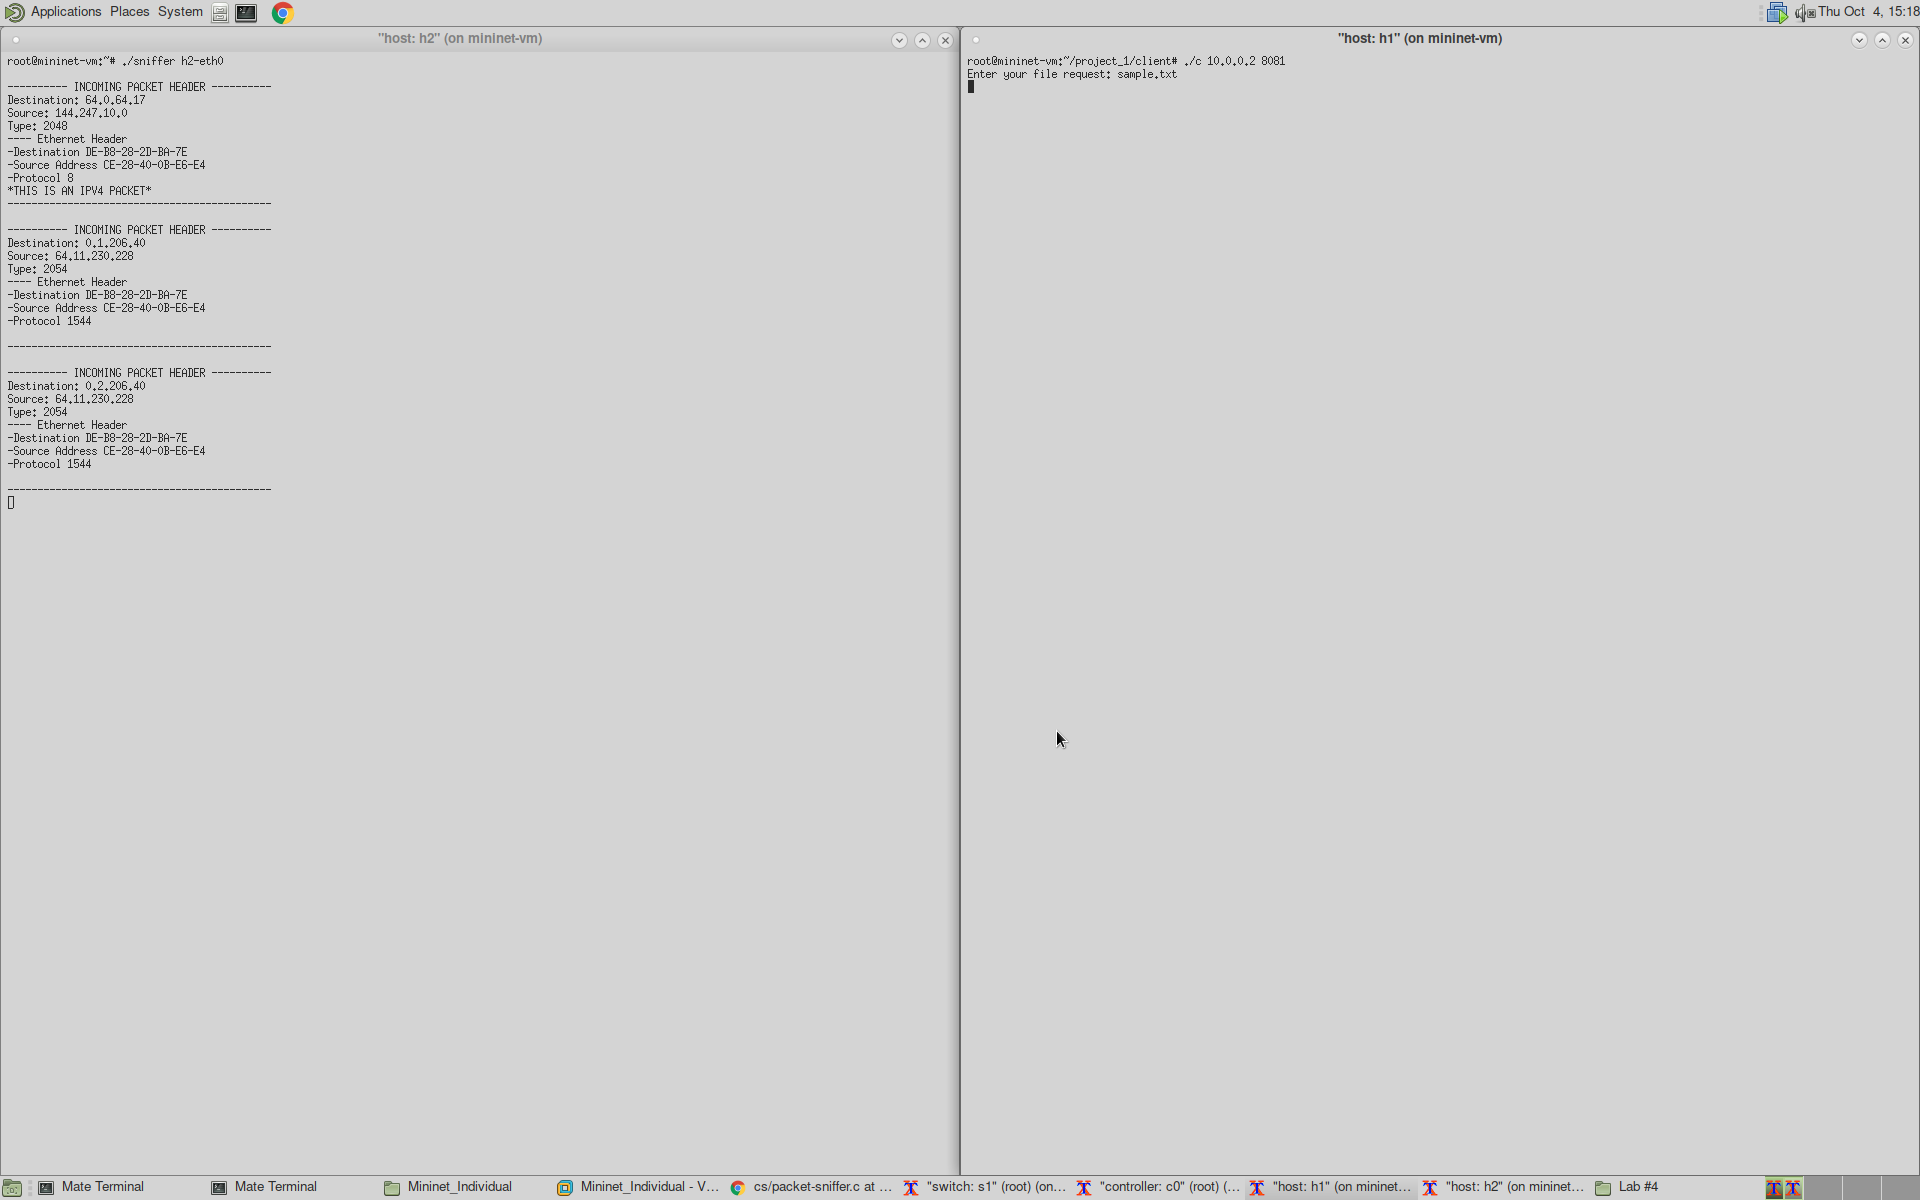 Applications Places System
Thu Oct 4, 15:18
"host: h2" (on mininet-vm)
root@mininet-vm:~# ./sniffer h2-eth0
---------- INCOMING PACKET HEADER ----------
Destination: 64.0.64.17
Source: 144.247.10.0
Type: 2048
---- Ethernet Header
-Destination DE-B8-28-2D-BA-7E
-Source Address CE-28-40-0B-E6-E4
-Protocol 8
*THIS IS AN IPV4 PACKET*
--------------------------------------------
---------- INCOMING PACKET HEADER ----------
Destination: 0.1.206.40
Source: 64.11.230.228
Type: 2054
---- Ethernet Header
-Destination DE-B8-28-2D-BA-7E
-Source Address CE-28-40-0B-E6-E4
-Protocol 1544
--------------------------------------------
---------- INCOMING PACKET HEADER ----------
Destination: 0.2.206.40
Source: 64.11.230.228
Type: 2054
---- Ethernet Header
-Destination DE-B8-28-2D-BA-7E
-Source Address CE-28-40-0B-E6-E4
-Protocol 1544
--------------------------------------------
"host: h1" (on mininet-vm)
root@mininet-vm:~/project_1/client# ./c 10.0.0.2 8081
Enter your file request: sample.txt
Mate Terminal
Mate Terminal
Mininet_Individual
Mininet_Individual - V...
cs/packet-sniffer.c at ...
"switch: s1" (root) (on...
"controller: c0" (root) (...
"host: h1" (on mininet...
"host: h2" (on mininet...
Lab #4